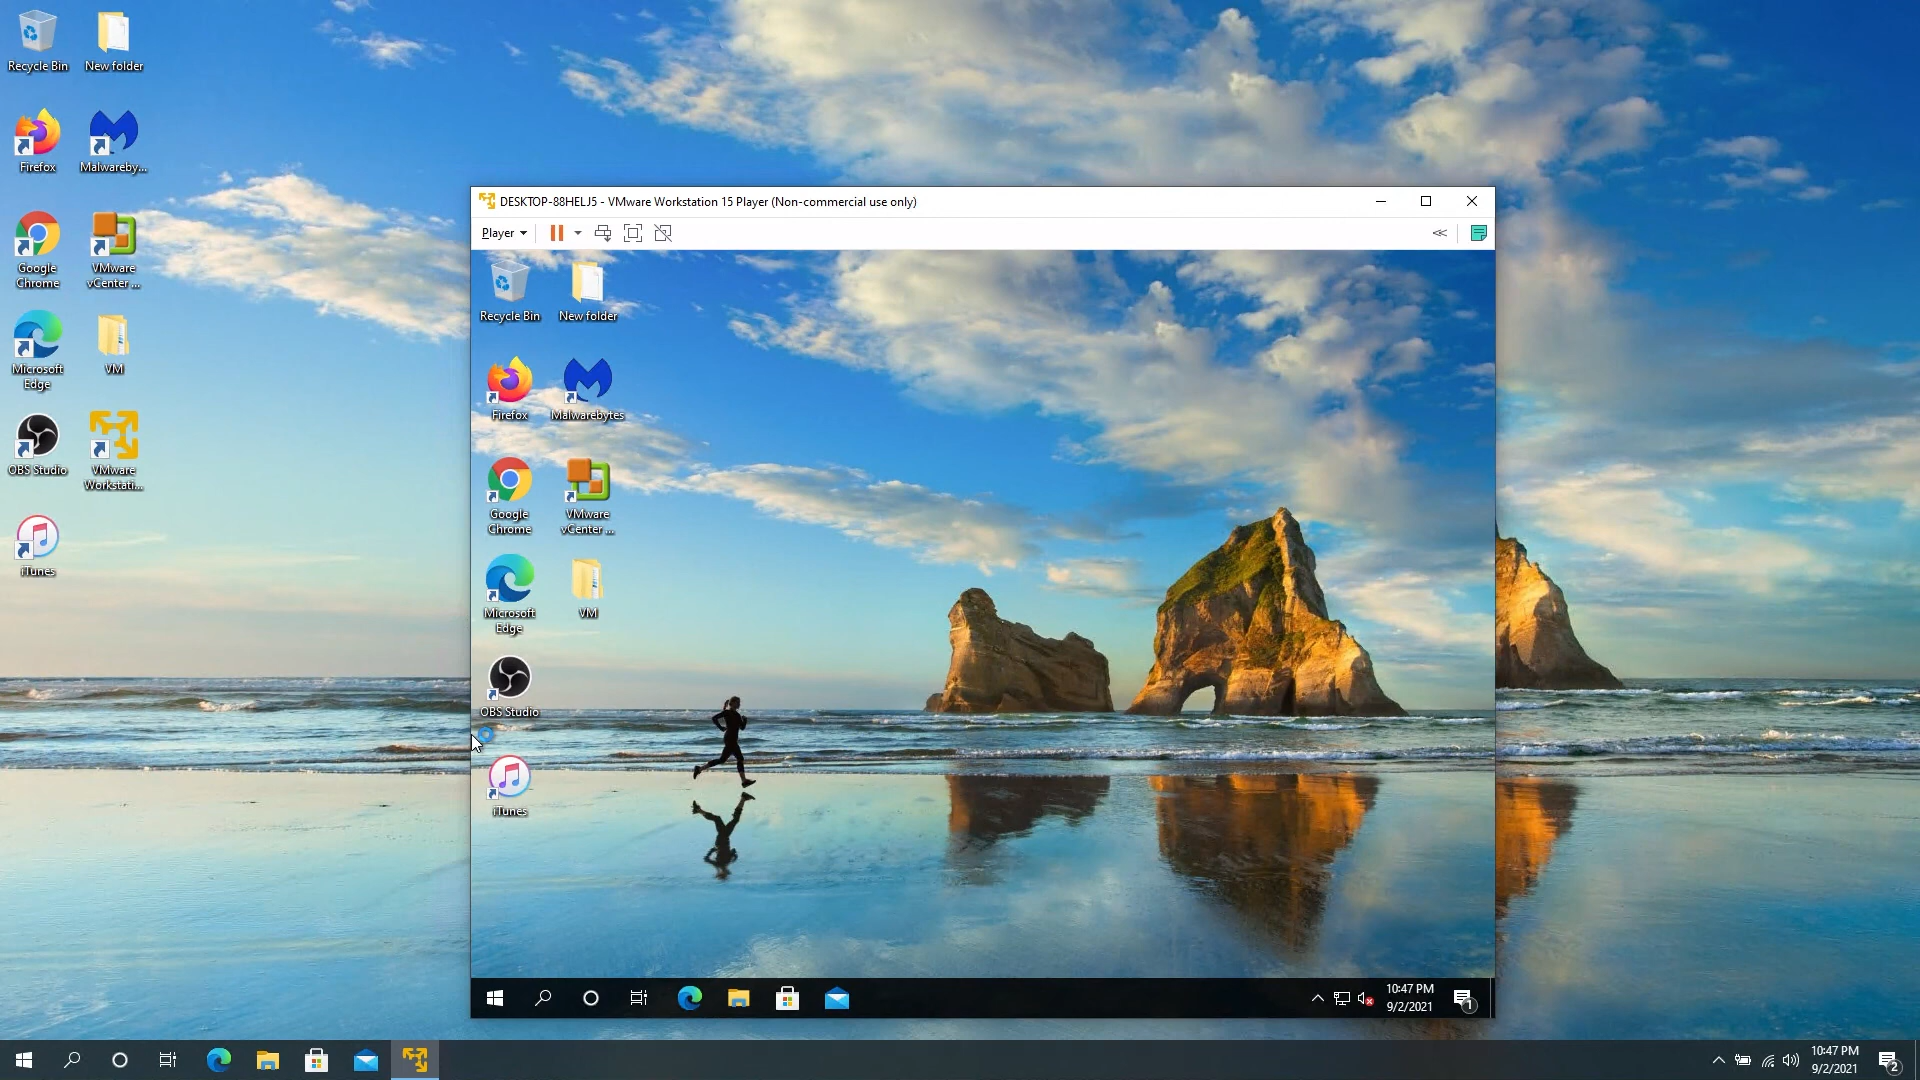 Recycle Bin
New folder
Firefox
Malwareby...
Google
Chrome
VMware
vCenter ...
Microsoft
Edge
VM
OBS Studio
VMware
Workstati...
iTunes
DESKTOP-88HELJ5 - VMware Workstation 15 Player (Non-commercial use only)
Player
Recycle Bin
New folder
Firefox
Malwarebytes
Google
Chrome
VMware
vCenter ...
Microsoft
Edge
VM
OBS Studio
iTunes
10:47 PM
9/2/2021
1
10:47 PM
9/2/2021
2